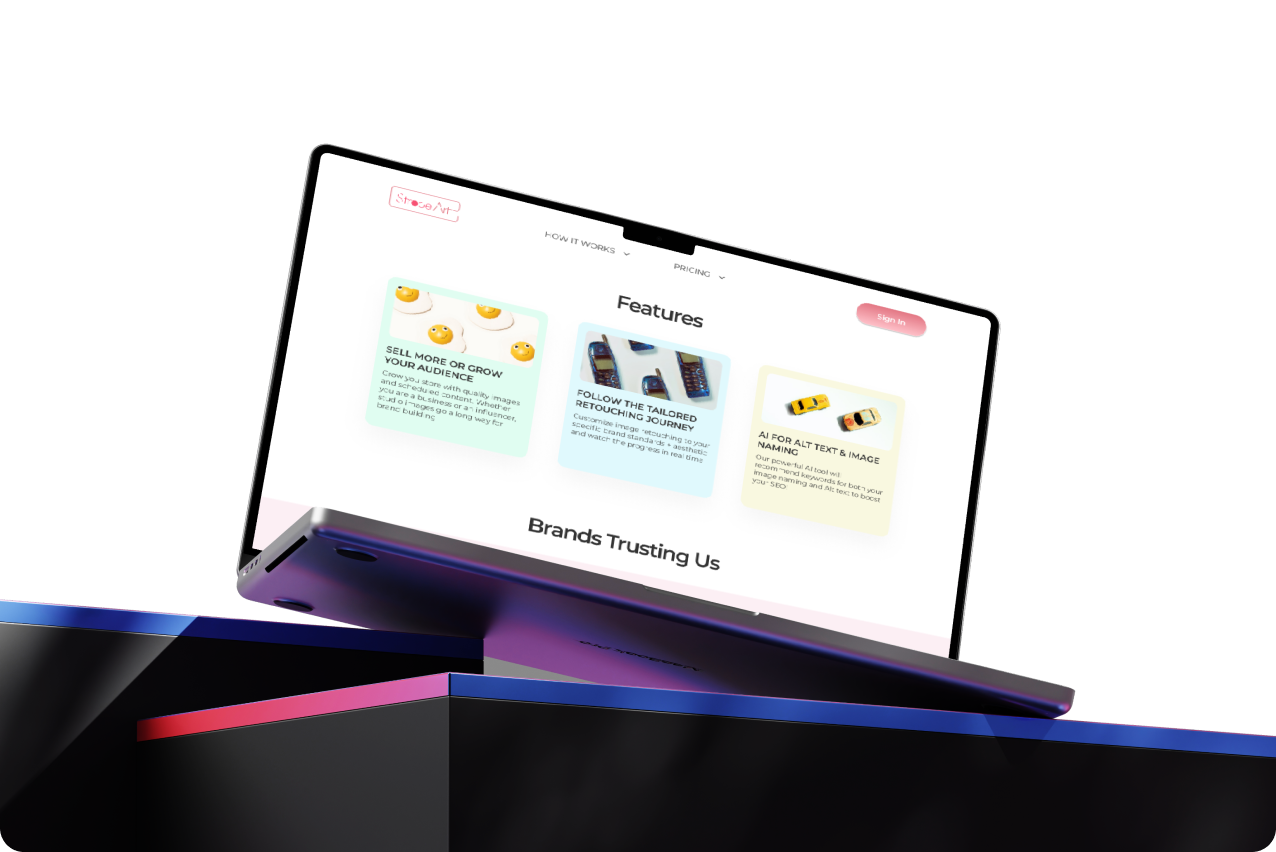 HOW IT WORKS
PRICING
Sign In
Features
SELL MORE OR GROW
YOUR AUDIENCE
Grow you store with quality images
and scheduled content. Whether
you are a business or an influencer,
studio images go a long way for
brand building
FOLLOW THE TAILORED
RETOUCHING JOURNEY
Customize image retouching to your
specific brand standards + aesthetic
and watch the progress in real time
AI FOR ALT TEXT & IMAGE
NAMING
Our powerful AI tool will
recommend keywords for both your
image naming and Alt text to boost
your SEO!
Brands Trusting Us